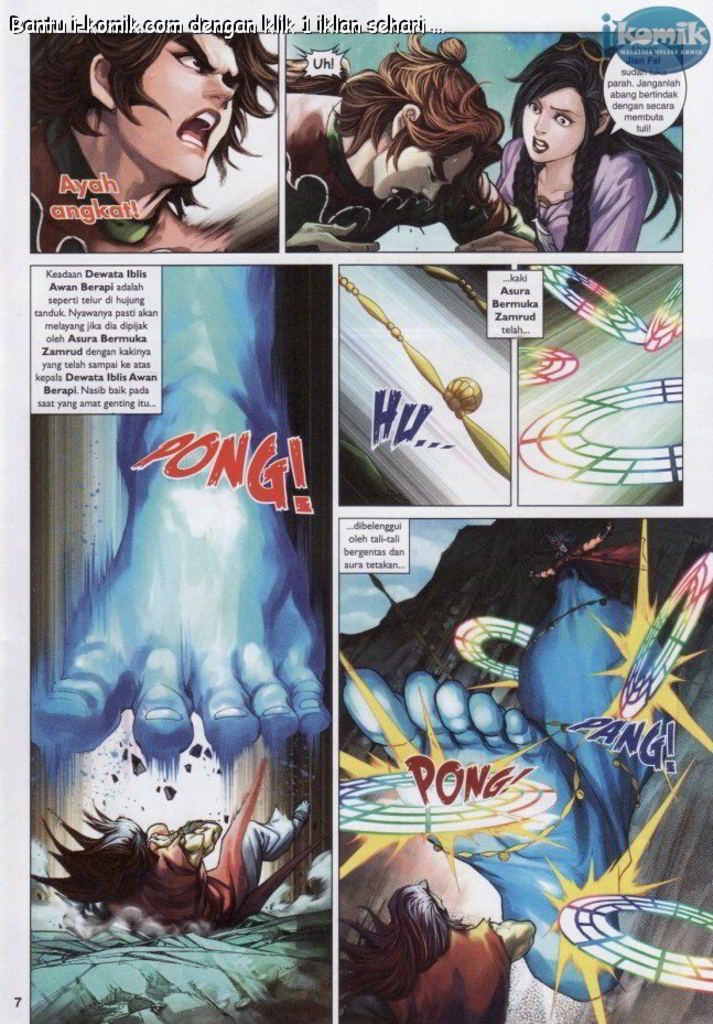 Bantu i-komik.com dengan klik 1 iklan sehari ...
ikomik
MALAYSIA ONLINE KOMIK
Ayah
angkat!
Uh!
Jian Fei
sudah luka
parah. Janganlah
abang bertindak
dengan secara
membuta
tuli!
Keadaan Dewata Iblis
Awan Berapi adalah
seperti telur di hujung
tanduk. Nyawanya pasti akan
melayang jika dia dipijak
oleh Asura Bermuka
Zamrud dengan kakinya
yang telah sampai ke atas
kepala Dewata Iblis Awan
Berapi. Nasib baik pada
saat yang amat genting itu...
PONG!
HU...
...kaki
Asura
Bermuka
Zamrud
telah...
...dibelenggui
oleh tali-tali
bergentas dan
aura tetakan...
PANG!
PONG!
7